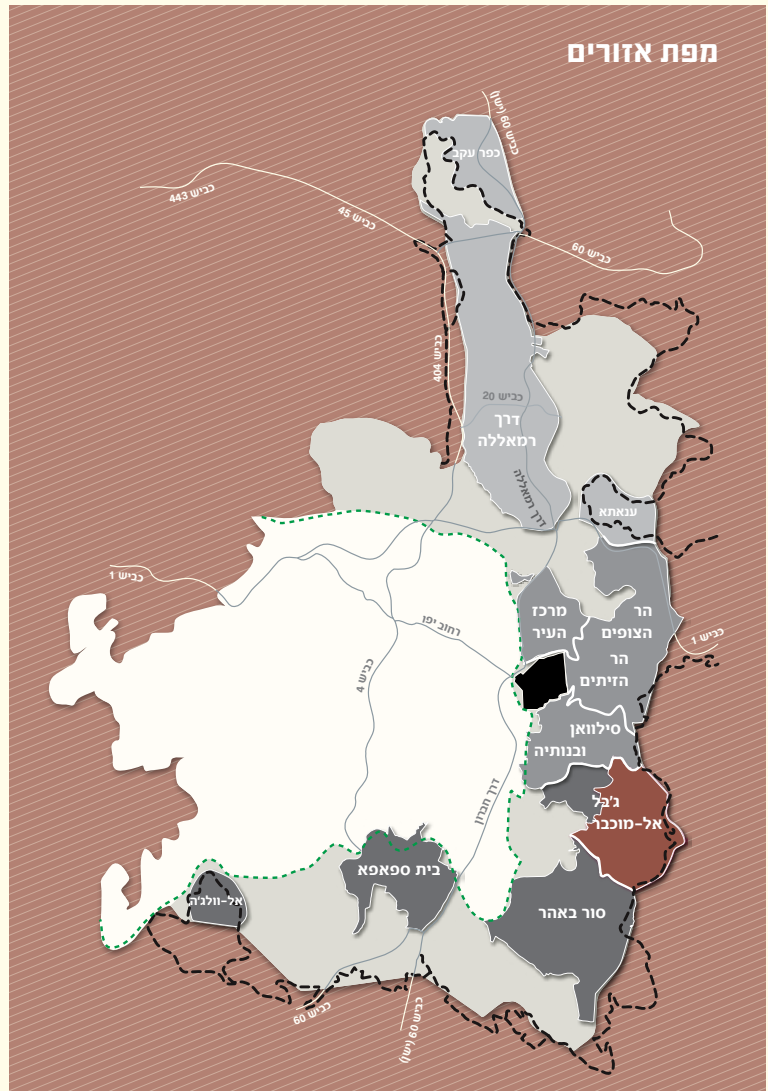 מפת אזורים
כביש 60 (ישן)
כפר עקב
כביש 443
כביש 45
כביש 60
כביש 404
כביש 20
דרך
רמאללה
דרך רמאללה
ענאתא
כביש 1
רחוב יפו
מרכז
העיר
הר
הצופים
הר
הזיתים
כביש 1
כביש 4
סילוואן
ובנותיה
דרך חברון
ג'בל
אל-מוכבר
בית ספאפא
אל-וולג'ה
סור באהר
כביש 60
כביש 60 (ישן)